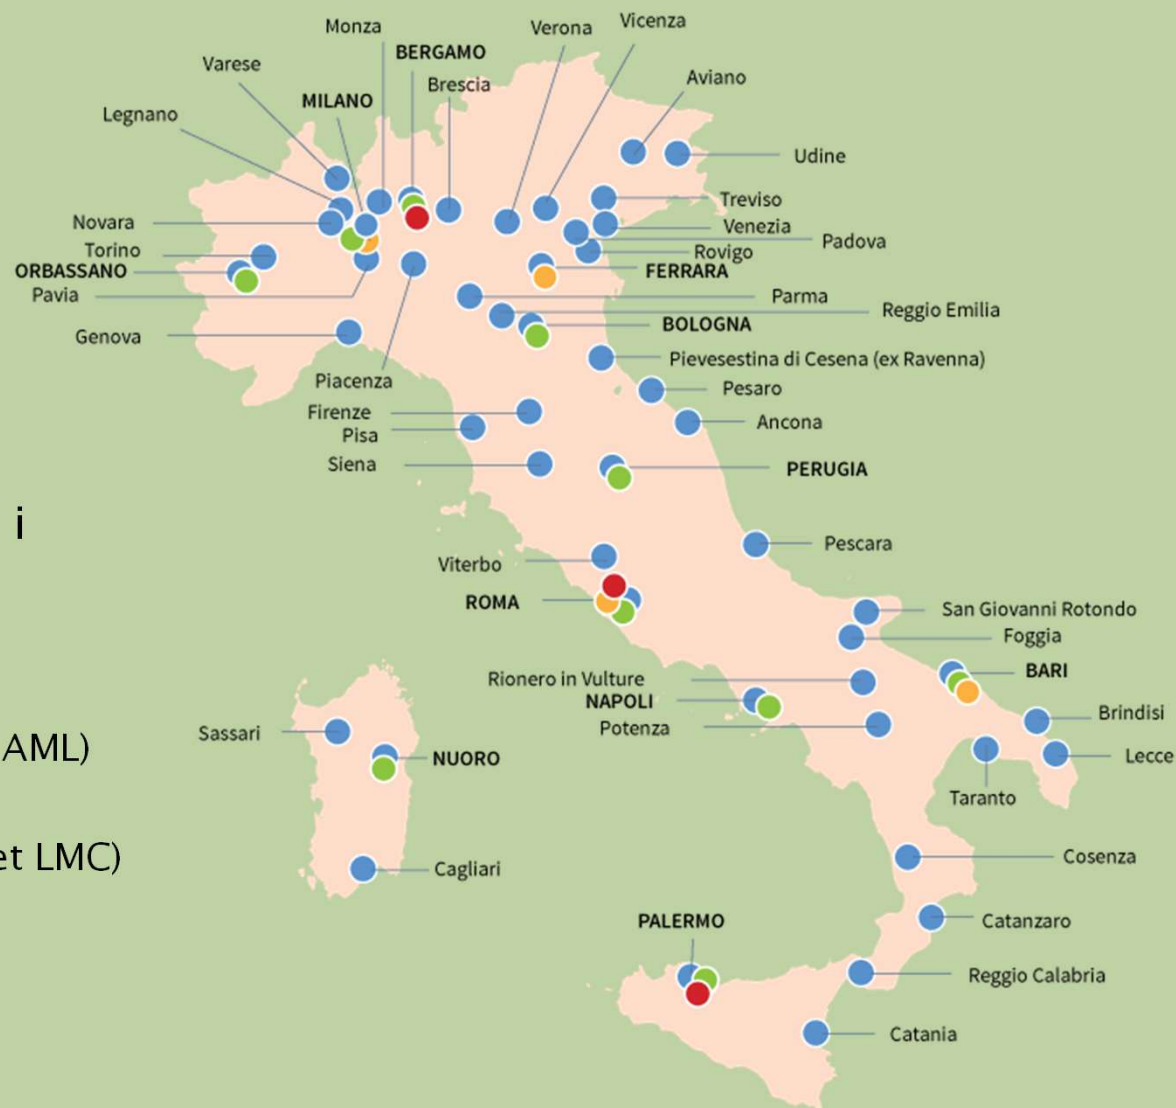 Monza
Verona
Vicenza
BERGAMO
Varese
Brescia
Aviano
MILANO
Legnano
Udine
Treviso
Novara
Venezia
Padova
Torino
Rovigo
ORBASSANO
FERRARA
Pavia
Parma
Reggio Emilia
BOLOGNA
Genova
Pievesestina di Cesena (ex Ravenna)
Piacenza
Pesaro
Firenze
Ancona
Pisa
Siena
PERUGIA
i
Pescara
Viterbo
ROMA
San Giovanni Rotondo
Foggia
Rionero in Vulture
BARI
NAPOLI
Brindisi
Potenza
Sassari
AML)
NUORO
Lecce
Taranto
et LMC)
Cosenza
Cagliari
PALERMO
Catanzaro
Reggio Calabria
Catania